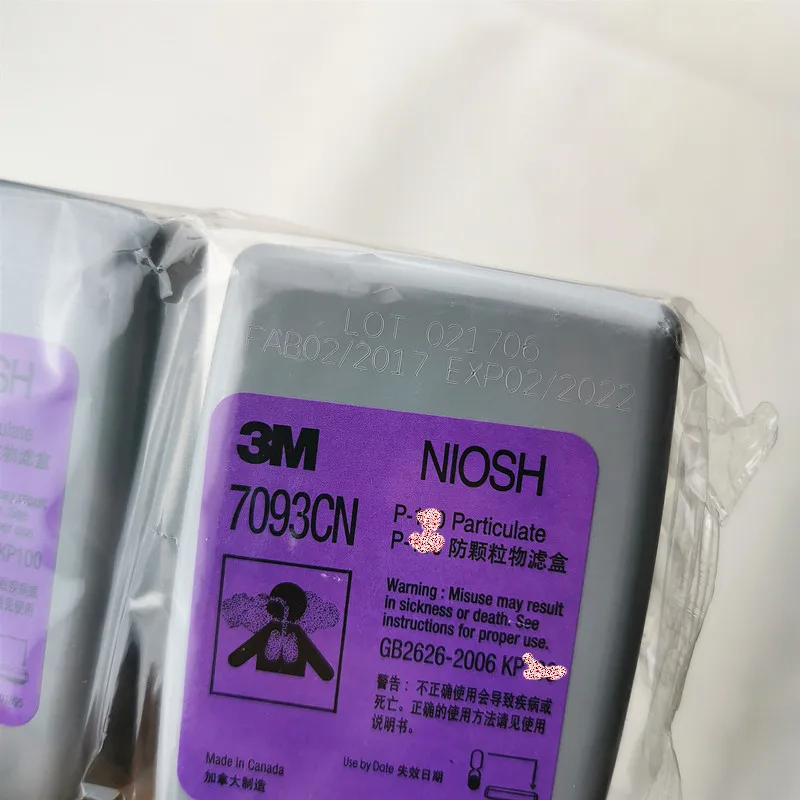 LOT 021706
FAB02/2017 EXP02/2022
3M
NIOSH
7093CN
Particulate
防颗粒物滤盒
Warning : Misuse may result
in sickness or death. See
instructions for proper use.
GB2626-2006
警告：不正确使用会导致疾病或
死亡。正确的使用方法请见使用
说明书。
Made in Canada
加拿大制造
Use by Date 失效日期
SH
KP100